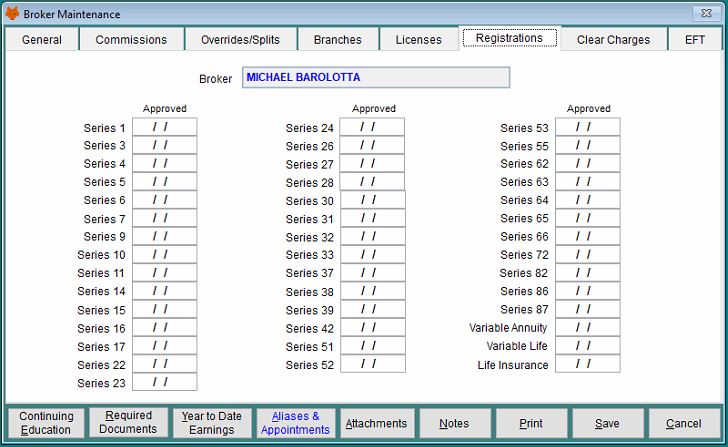 Broker Maintenance
General Commissions Overrides/Splits Branches Licenses Registrations Clear Charges EFT
Broker MICHAEL BAROLOTTA
Approved Approved Approved
Series 1 / / Series 24 / / Series 53 / /
Series 3 / / Series 26 / / Series 55 / /
Series 4 / / Series 27 / / Series 62 / /
Series 5 / / Series 28 / / Series 63 / /
Series 6 / / Series 30 / / Series 64 / /
Series 7 / / Series 31 / / Series 65 / /
Series 9 / / Series 32 / / Series 66 / /
Series 10 / / Series 33 / / Series 72 / /
Series 11 / / Series 37 / / Series 82 / /
Series 14 / / Series 38 / / Series 86 / /
Series 15 / / Series 39 / / Series 87 / /
Series 16 / / Series 42 / / Variable Annuity / /
Series 17 / / Series 51 / / Variable Life / /
Series 22 / / Series 52 / / Life Insurance / /
Series 23 / /
Continuing Education Required Documents Year to Date Earnings Aliases & Appointments Attachments Notes Print Save Cancel